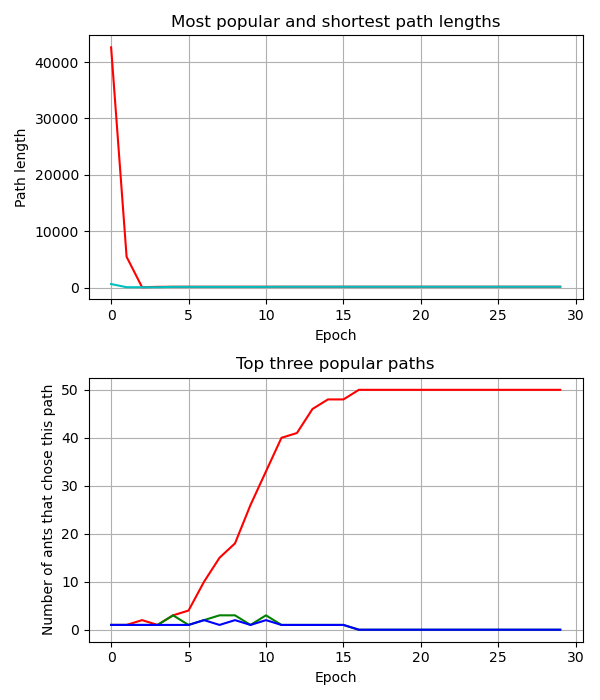 Most popular and shortest path lengths
40000
30000
20000
10000
0
Path length
0 5 10 15 20 25 30
Epoch
Top three popular paths
50
40
30
20
10
0
Number of ants that chose this path
0 5 10 15 20 25 30
Epoch